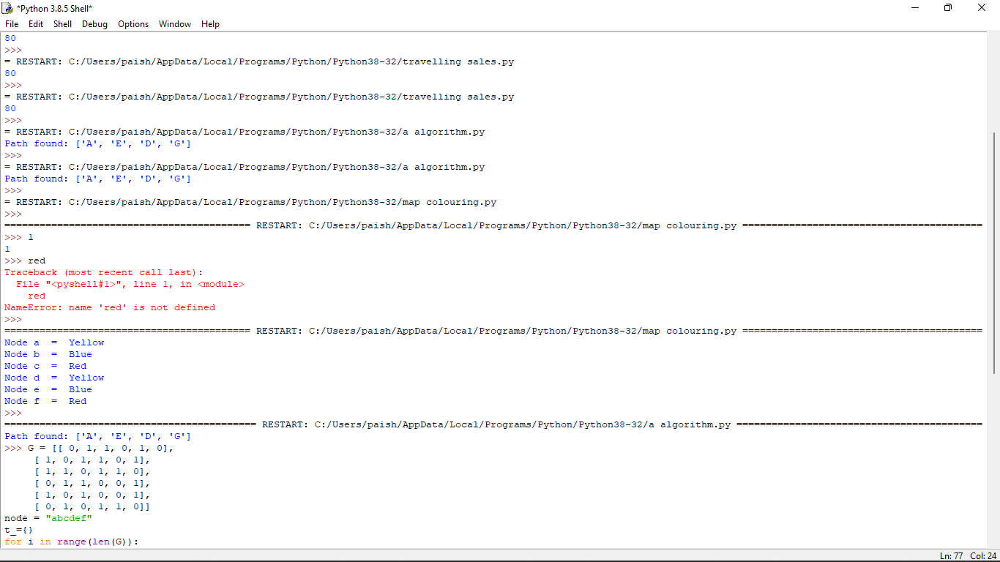 *Python 3.8.5 Shell*
File Edit Shell Debug Options Window Help
80
>>>
= RESTART: C:/Users/paish/AppData/Local/Programs/Python/Python38-32/travelling sales.py
80
>>>
= RESTART: C:/Users/paish/AppData/Local/Programs/Python/Python38-32/travelling sales.py
80
>>>
= RESTART: C:/Users/paish/AppData/Local/Programs/Python/Python38-32/a algorithm.py
Path found: ['A', 'E', 'D', 'G']
>>>
= RESTART: C:/Users/paish/AppData/Local/Programs/Python/Python38-32/a algorithm.py
Path found: ['A', 'E', 'D', 'G']
>>>
= RESTART: C:/Users/paish/AppData/Local/Programs/Python/Python38-32/map colouring.py
>>>
========================================== RESTART: C:/Users/paish/AppData/Local/Programs/Python/Python38-32/map colouring.py =========================================
>>> 1
1
>>> red
Traceback (most recent call last):
  File "<pyshell#1>", line 1, in <module>
    red
NameError: name 'red' is not defined
>>>
========================================== RESTART: C:/Users/paish/AppData/Local/Programs/Python/Python38-32/map colouring.py =========================================
Node a  =  Yellow
Node b  =  Blue
Node c  =  Red
Node d  =  Yellow
Node e  =  Blue
Node f  =  Red
>>>
=========================================== RESTART: C:/Users/paish/AppData/Local/Programs/Python/Python38-32/a algorithm.py ==========================================
Path found: ['A', 'E', 'D', 'G']
>>> G = [[ 0, 1, 1, 0, 1, 0],
     [ 1, 0, 1, 1, 0, 1],
     [ 1, 1, 0, 1, 1, 0],
     [ 0, 1, 1, 0, 0, 1],
     [ 1, 0, 1, 0, 0, 1],
     [ 0, 1, 0, 1, 1, 0]]
node = "abcdef"
t_={}
for i in range(len(G)):
Ln: 77 Col: 24